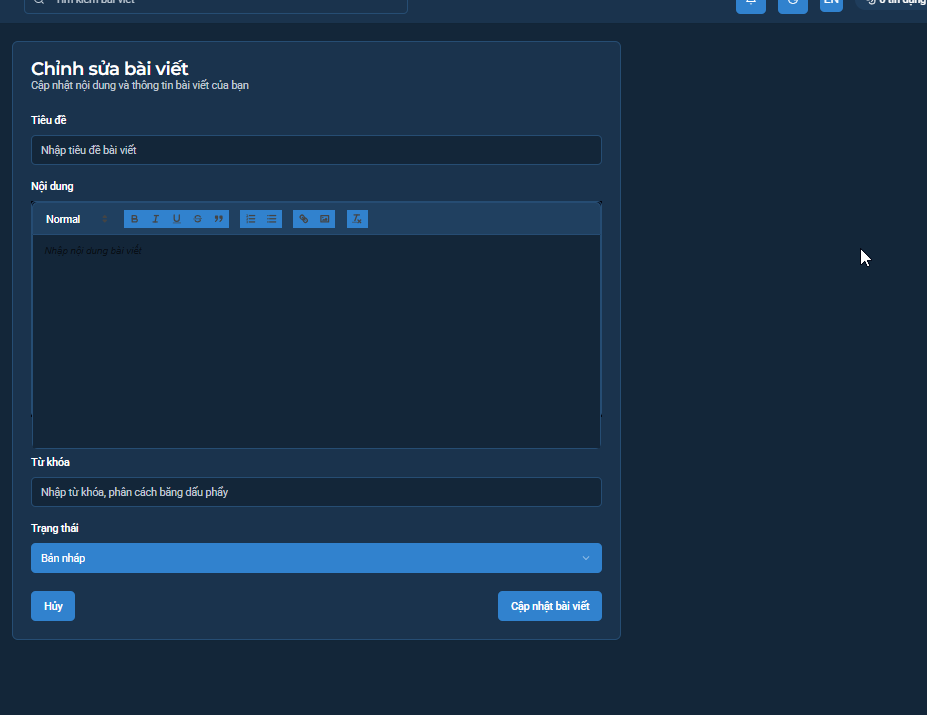 Tìm kiếm bài viết
EN
0 tín dụng
Chỉnh sửa bài viết
Cập nhật nội dung và thông tin bài viết của bạn
Tiêu đề
Nhập tiêu đề bài viết
Nội dung
Normal
Nhập nội dung bài viết
Từ khóa
Nhập từ khóa, phân cách bằng dấu phẩy
Trạng thái
Bản nháp
Hủy
Cập nhật bài viết